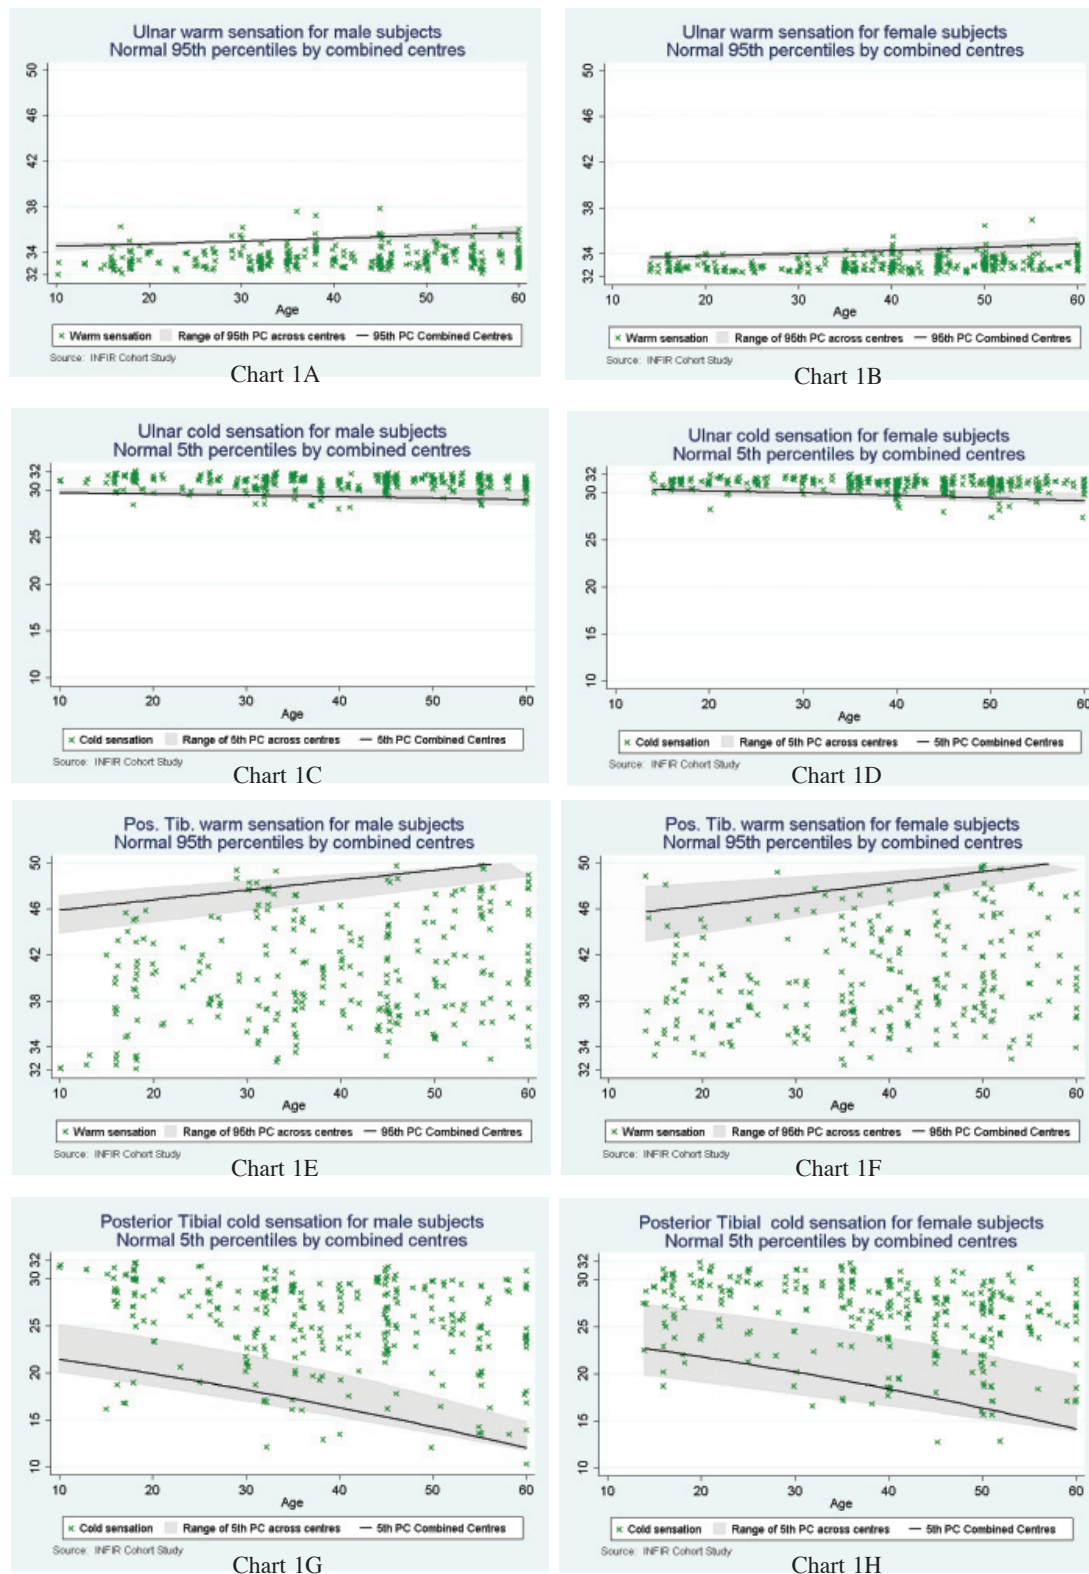 Ulnar warm sensation for male subjects
Normal 95th percentiles by combined centres
50
46
42
38
34
32
10 20 30 40 50 60
Age
× Warm sensation Range of 95th PC across centres — 95th PC Combined Centres
Source: INFIR Cohort Study
Chart 1A
Ulnar warm sensation for female subjects
Normal 95th percentiles by combined centres
50
46
42
38
34
32
10 20 30 40 50 60
Age
× Warm sensation Range of 95th PC across centres — 95th PC Combined Centres
Source: INFIR Cohort Study
Chart 1B
Ulnar cold sensation for male subjects
Normal 5th percentiles by combined centres
32
30
25
20
15
10
10 20 30 40 50 60
Age
× Cold sensation Range of 5th PC across centres — 5th PC Combined Centres
Source: INFIR Cohort Study
Chart 1C
Ulnar cold sensation for female subjects
Normal 5th percentiles by combined centres
32
30
25
20
15
10
10 20 30 40 50 60
Age
× Cold sensation Range of 5th PC across centres — 5th PC Combined Centres
Source: INFIR Cohort Study
Chart 1D
Pos. Tib. warm sensation for male subjects
Normal 95th percentiles by combined centres
50
46
42
38
34
32
10 20 30 40 50 60
Age
× Warm sensation Range of 95th PC across centres — 95th PC Combined Centres
Source: INFIR Cohort Study
Chart 1E
Pos. Tib. warm sensation for female subjects
Normal 95th percentiles by combined centres
50
46
42
38
34
32
10 20 30 40 50 60
Age
× Warm sensation Range of 95th PC across centres — 95th PC Combined Centres
Source: INFIR Cohort Study
Chart 1F
Posterior Tibial cold sensation for male subjects
Normal 5th percentiles by combined centres
32
30
25
20
15
10
10 20 30 40 50 60
Age
× Cold sensation Range of 5th PC across centres — 5th PC Combined Centres
Source: INFIR Cohort Study
Chart 1G
Posterior Tibial cold sensation for female subjects
Normal 5th percentiles by combined centres
32
30
25
20
15
10
10 20 30 40 50 60
Age
× Cold sensation Range of 5th PC across centres — 5th PC Combined Centres
Source: INFIR Cohort Study
Chart 1H